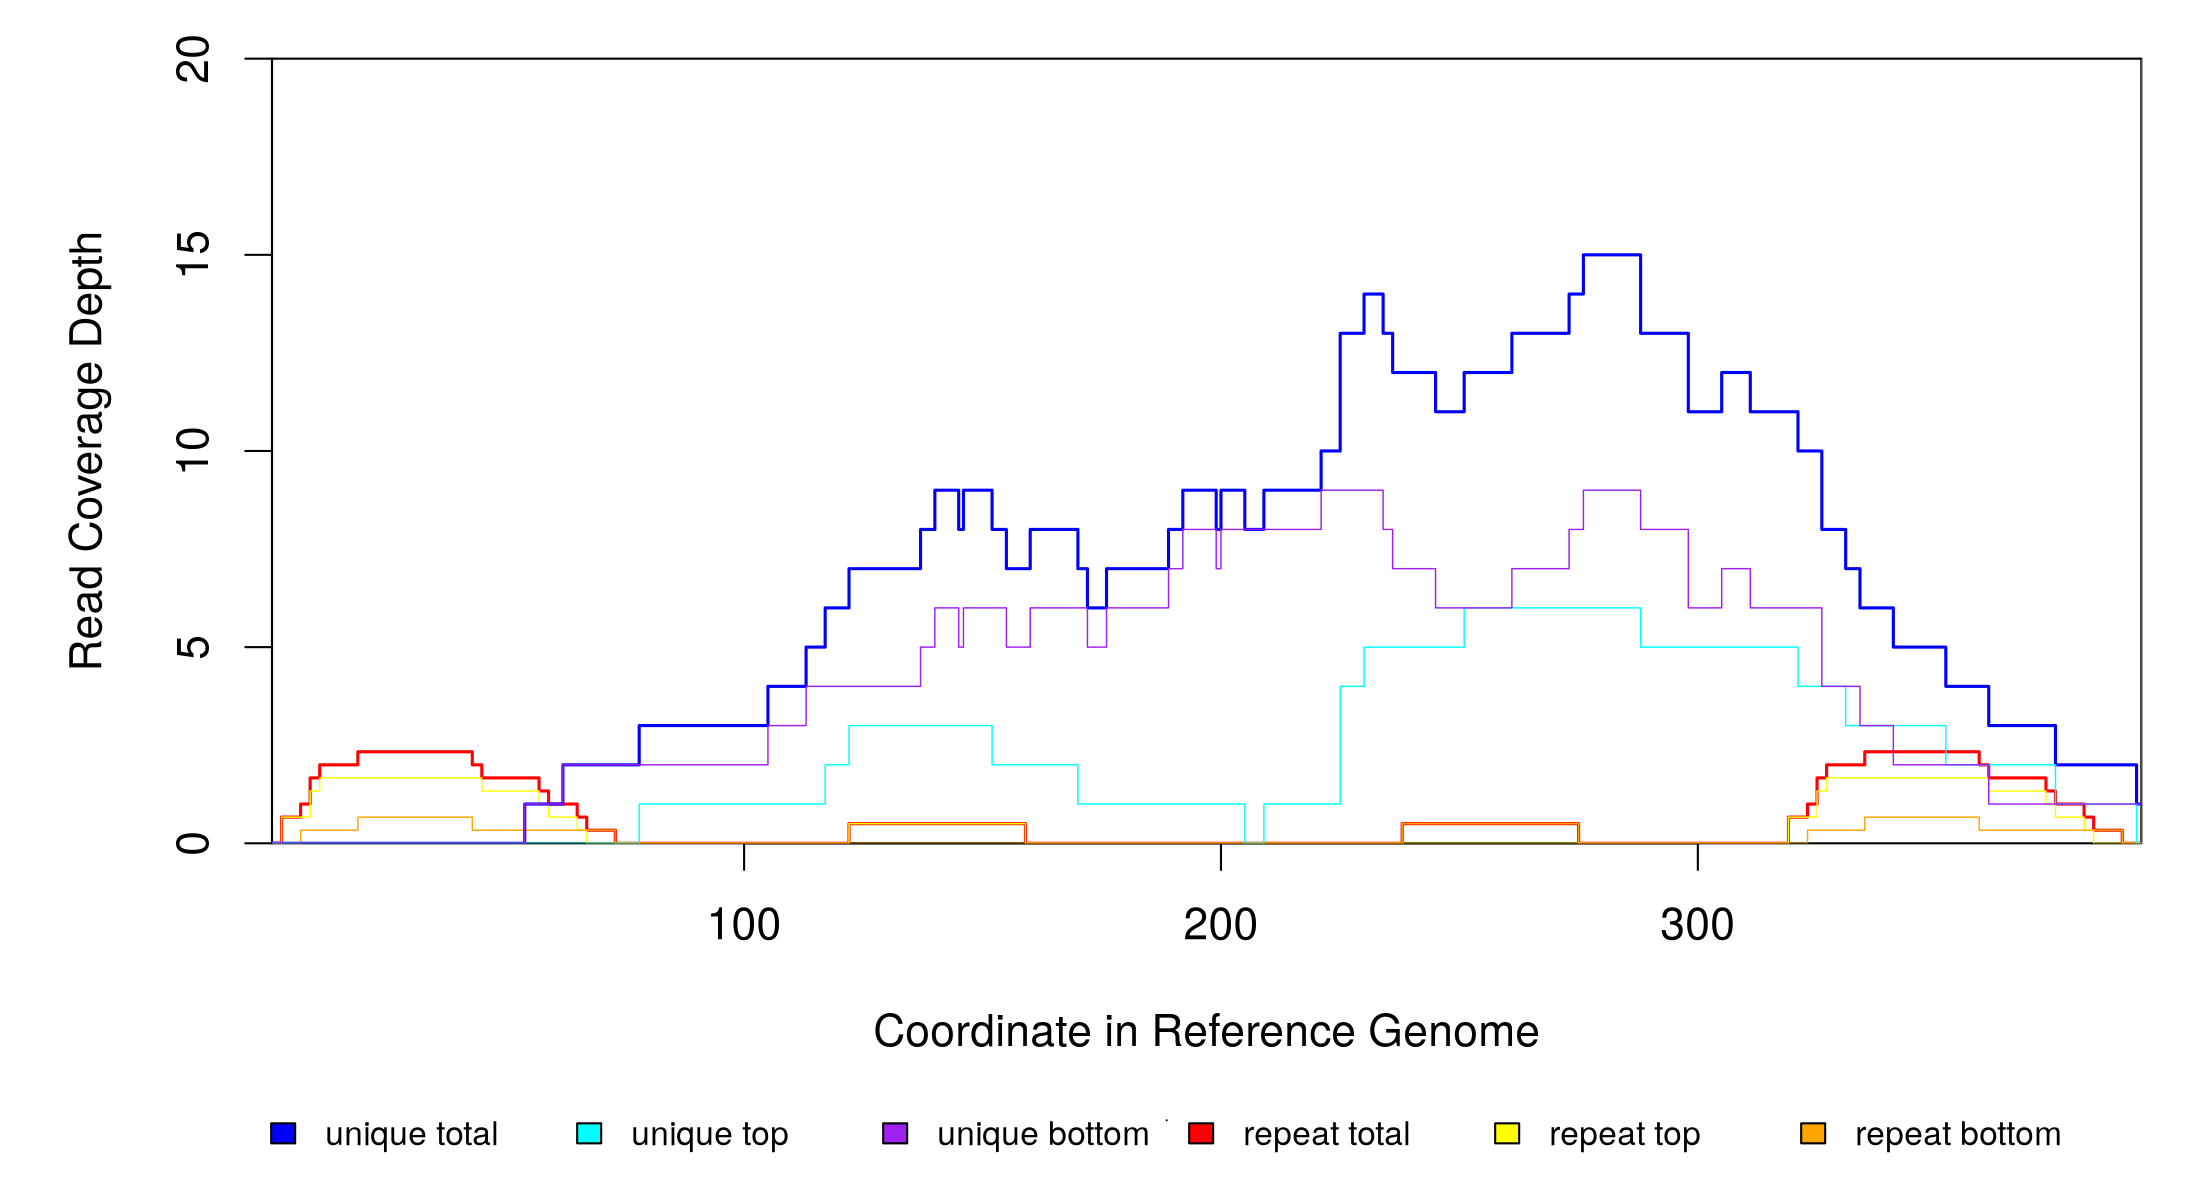 20
15
10
5
0
Read Coverage Depth
100 200 300
Coordinate in Reference Genome
unique total unique top unique bottom repeat total repeat top repeat bottom